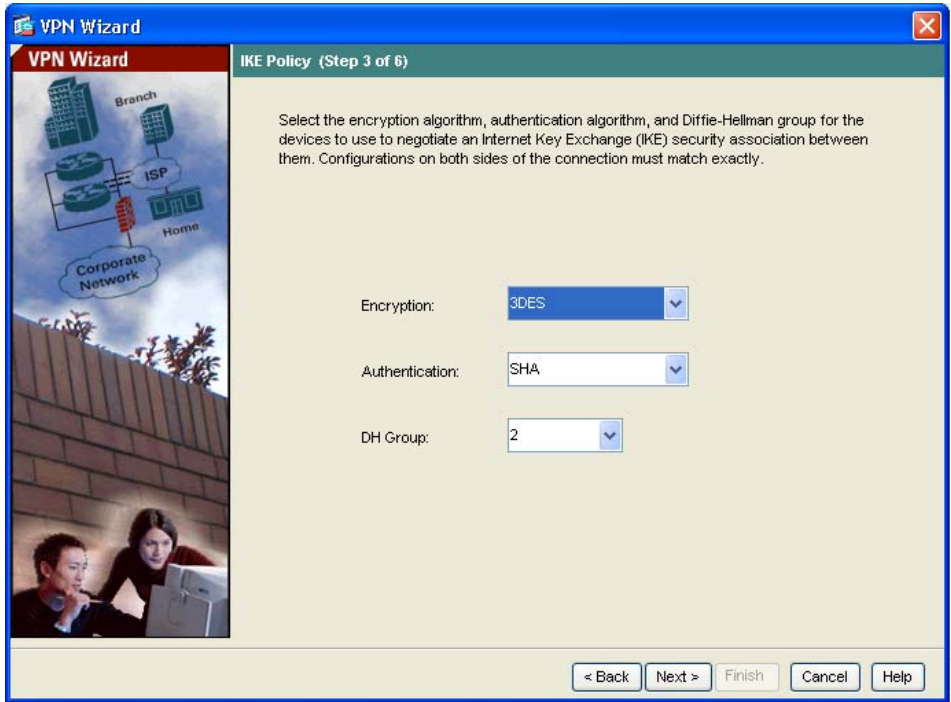 VPN Wizard
VPN Wizard
IKE Policy (Step 3 of 6)
Branch
ISP
Home
Corporate
Network
Select the encryption algorithm, authentication algorithm, and Diffie-Hellman group for the
devices to use to negotiate an Internet Key Exchange (IKE) security association between
them. Configurations on both sides of the connection must match exactly.
Encryption: 3DES
Authentication: SHA
DH Group: 2
< Back Next > Finish Cancel Help